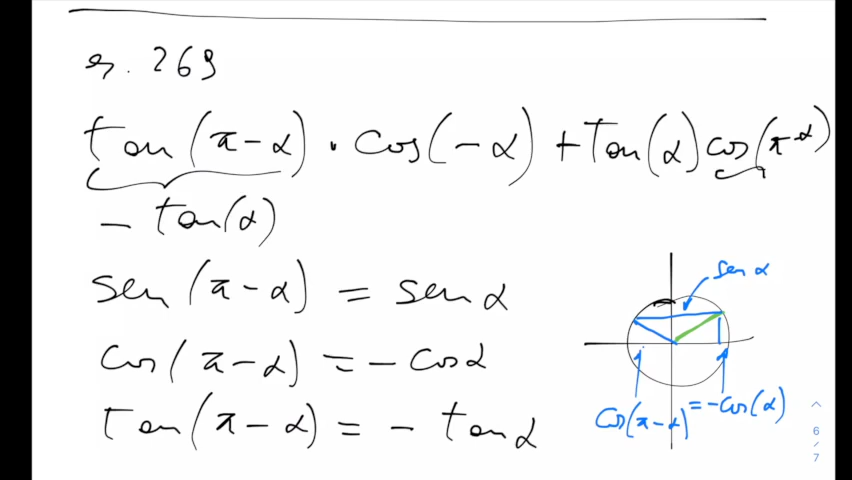 es. 269
tan(π-α) · cos(-α) + tan(α) cos(π-α)
- tan(α)
sen(π-α) = sen α
sen α
cos(π-α) = - cos α
cos(π-α) = -cos(α)
tan(π-α) = - tan α
6
/
7